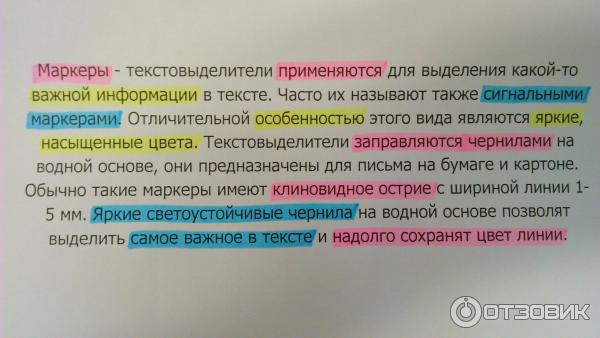 Маркеры - текстовыделители применяются для выделения какой-то
важной информации в тексте. Часто их называют также сигнальными
маркерами. Отличительной особенностью этого вида являются яркие,
насыщенные цвета. Текстовыделители заправляются чернилами на
водной основе, они предназначены для письма на бумаге и картоне.
Обычно такие маркеры имеют клиновидное острие с шириной линии 1-
5 мм. Яркие светоустойчивые чернила на водной основе позволят
выделить самое важное в тексте и надолго сохранят цвет линии.
ОТЗОВИК